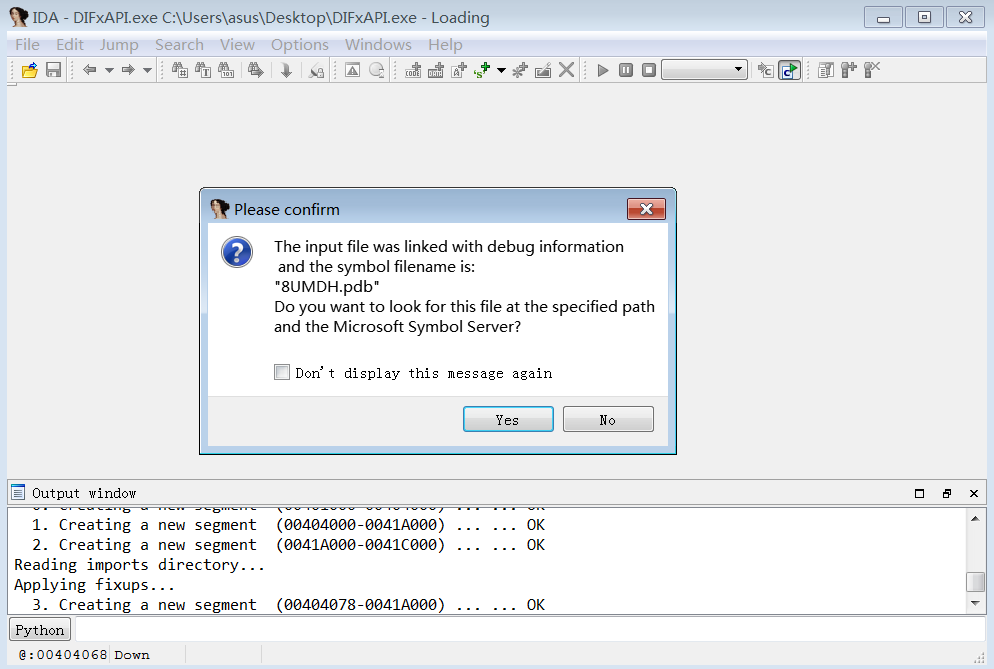 IDA - DIFxAPI.exe C:\Users\asus\Desktop\DIFxAPI.exe - Loading
File Edit Jump Search View Options Windows Help
Please confirm
The input file was linked with debug information
and the symbol filename is:
"8UMDH.pdb"
Do you want to look for this file at the specified path
and the Microsoft Symbol Server?
Don't display this message again
Yes No
Output window
1. Creating a new segment (00404000-0041A000) ... ... OK
2. Creating a new segment (0041A000-0041C000) ... ... OK
Reading imports directory...
Applying fixups...
3. Creating a new segment (00404078-0041A000) ... ... OK
Python
@:00404068 Down